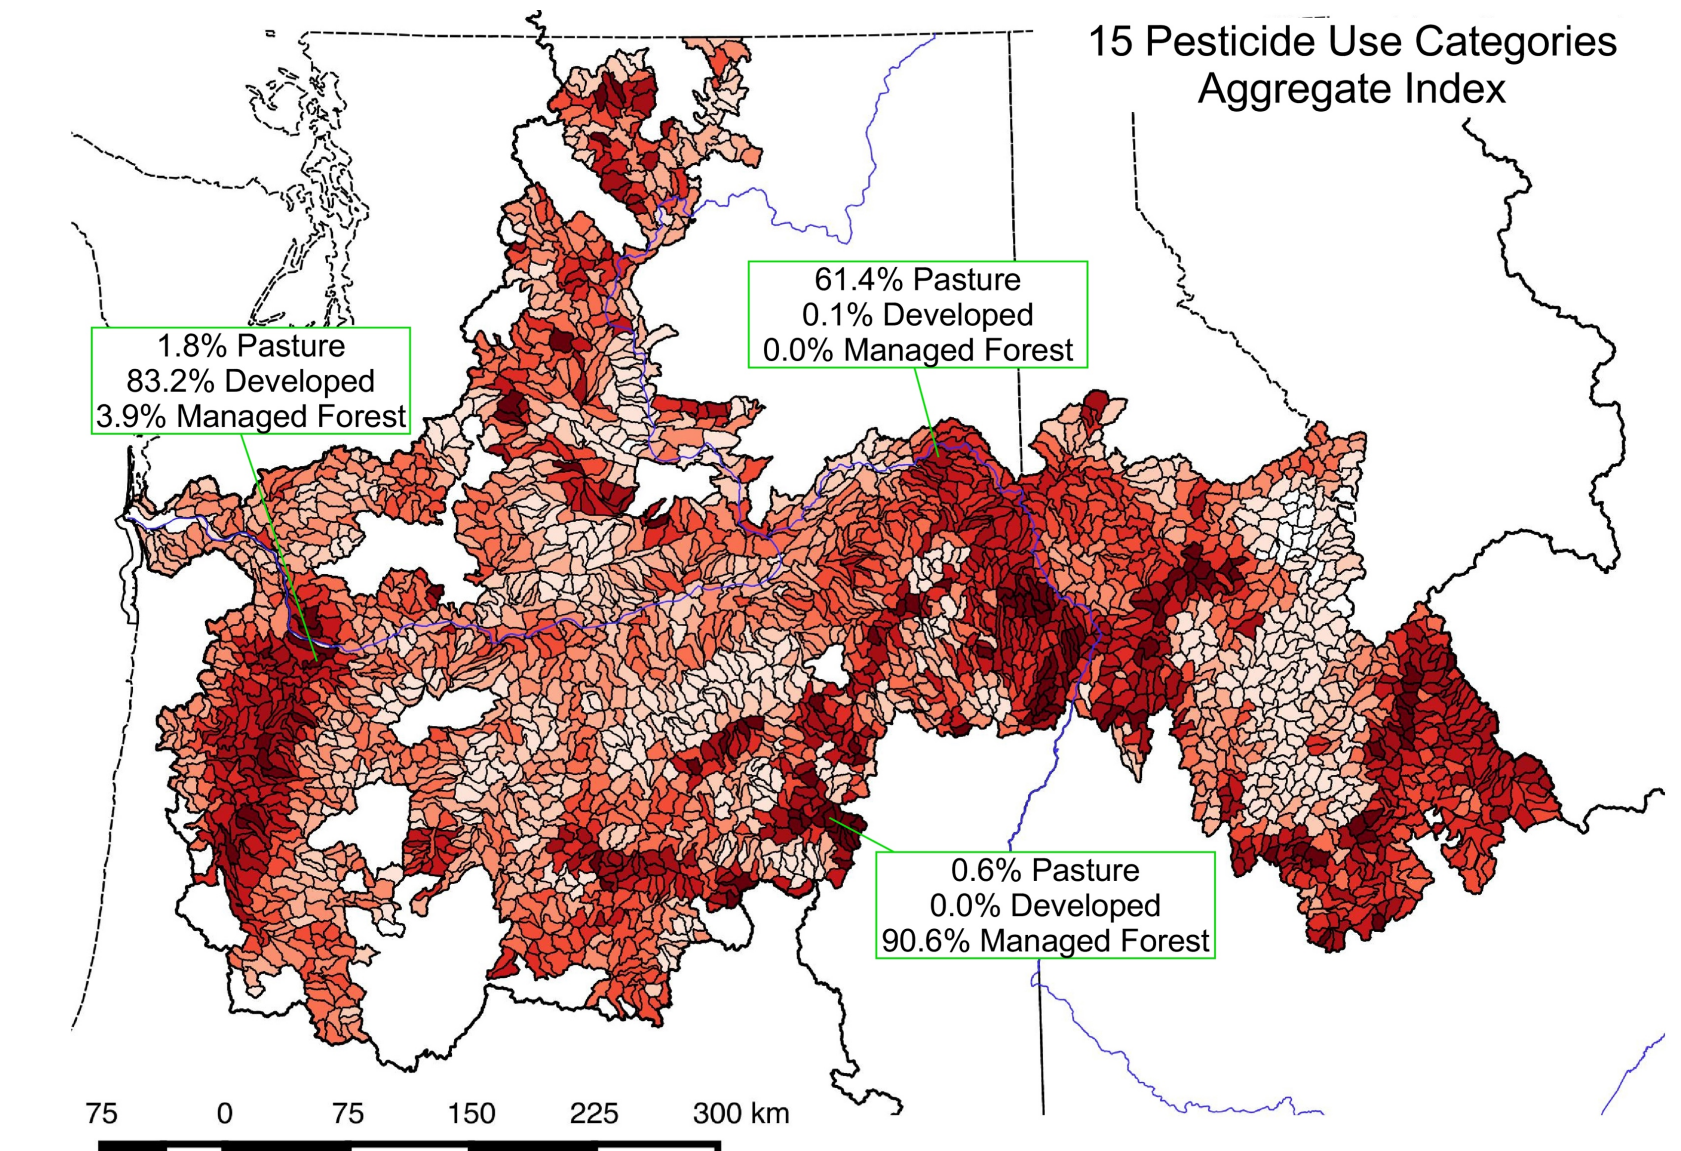 15 Pesticide Use Categories
Aggregate Index
61.4% Pasture
0.1% Developed
0.0% Managed Forest
1.8% Pasture
83.2% Developed
3.9% Managed Forest
0.6% Pasture
0.0% Developed
90.6% Managed Forest
75 0 75 150 225 300 km